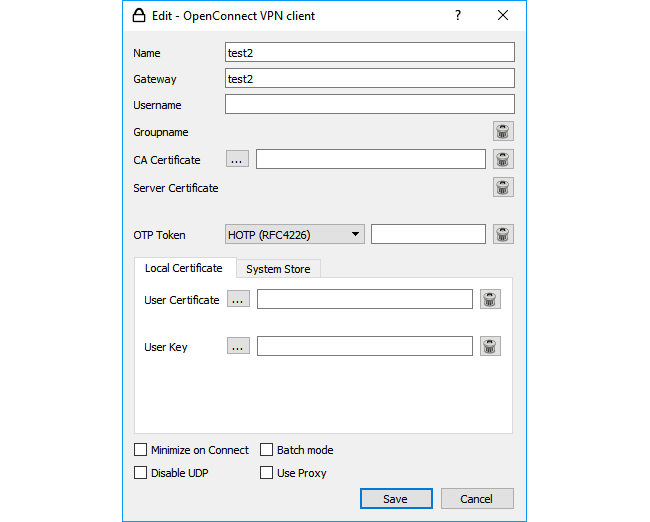 Edit - OpenConnect VPN client ?
Name test2
Gateway test2
Username
Groupname
CA Certificate ...
Server Certificate
OTP Token HOTP (RFC4226)
Local Certificate System Store
User Certificate ...
User Key ...
Minimize on Connect Batch mode
Disable UDP Use Proxy
Save Cancel